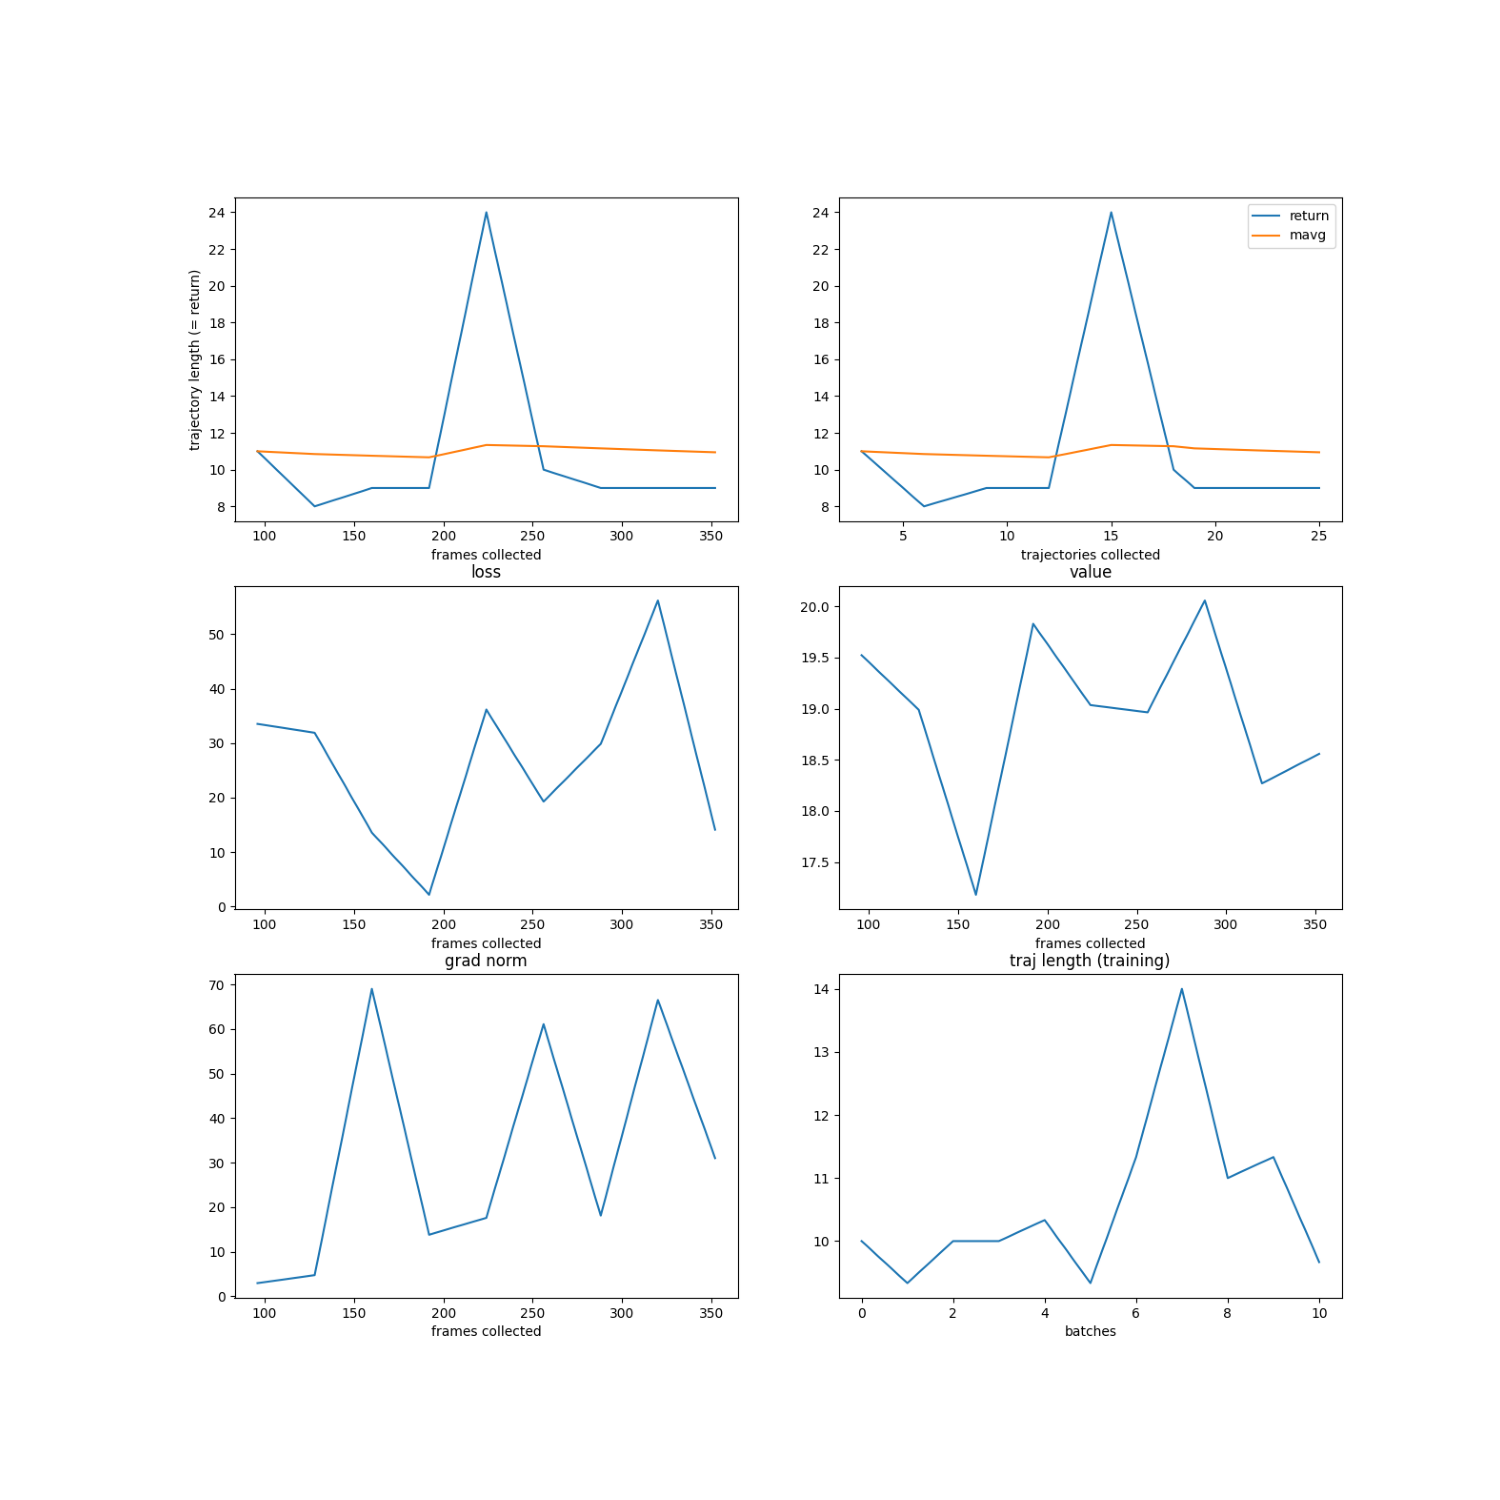 24
22
20
18
16
14
12
10
8
trajectory length (= return)
100 150 200 250 300 350
frames collected
24
22
20
18
16
14
12
10
8
return
mavg
5 10 15 20 25
trajectories collected
loss
50
40
30
20
10
0
100 150 200 250 300 350
frames collected
value
20.0
19.5
19.0
18.5
18.0
17.5
100 150 200 250 300 350
frames collected
grad norm
70
60
50
40
30
20
10
0
100 150 200 250 300 350
frames collected
traj length (training)
14
13
12
11
10
0 2 4 6 8 10
batches